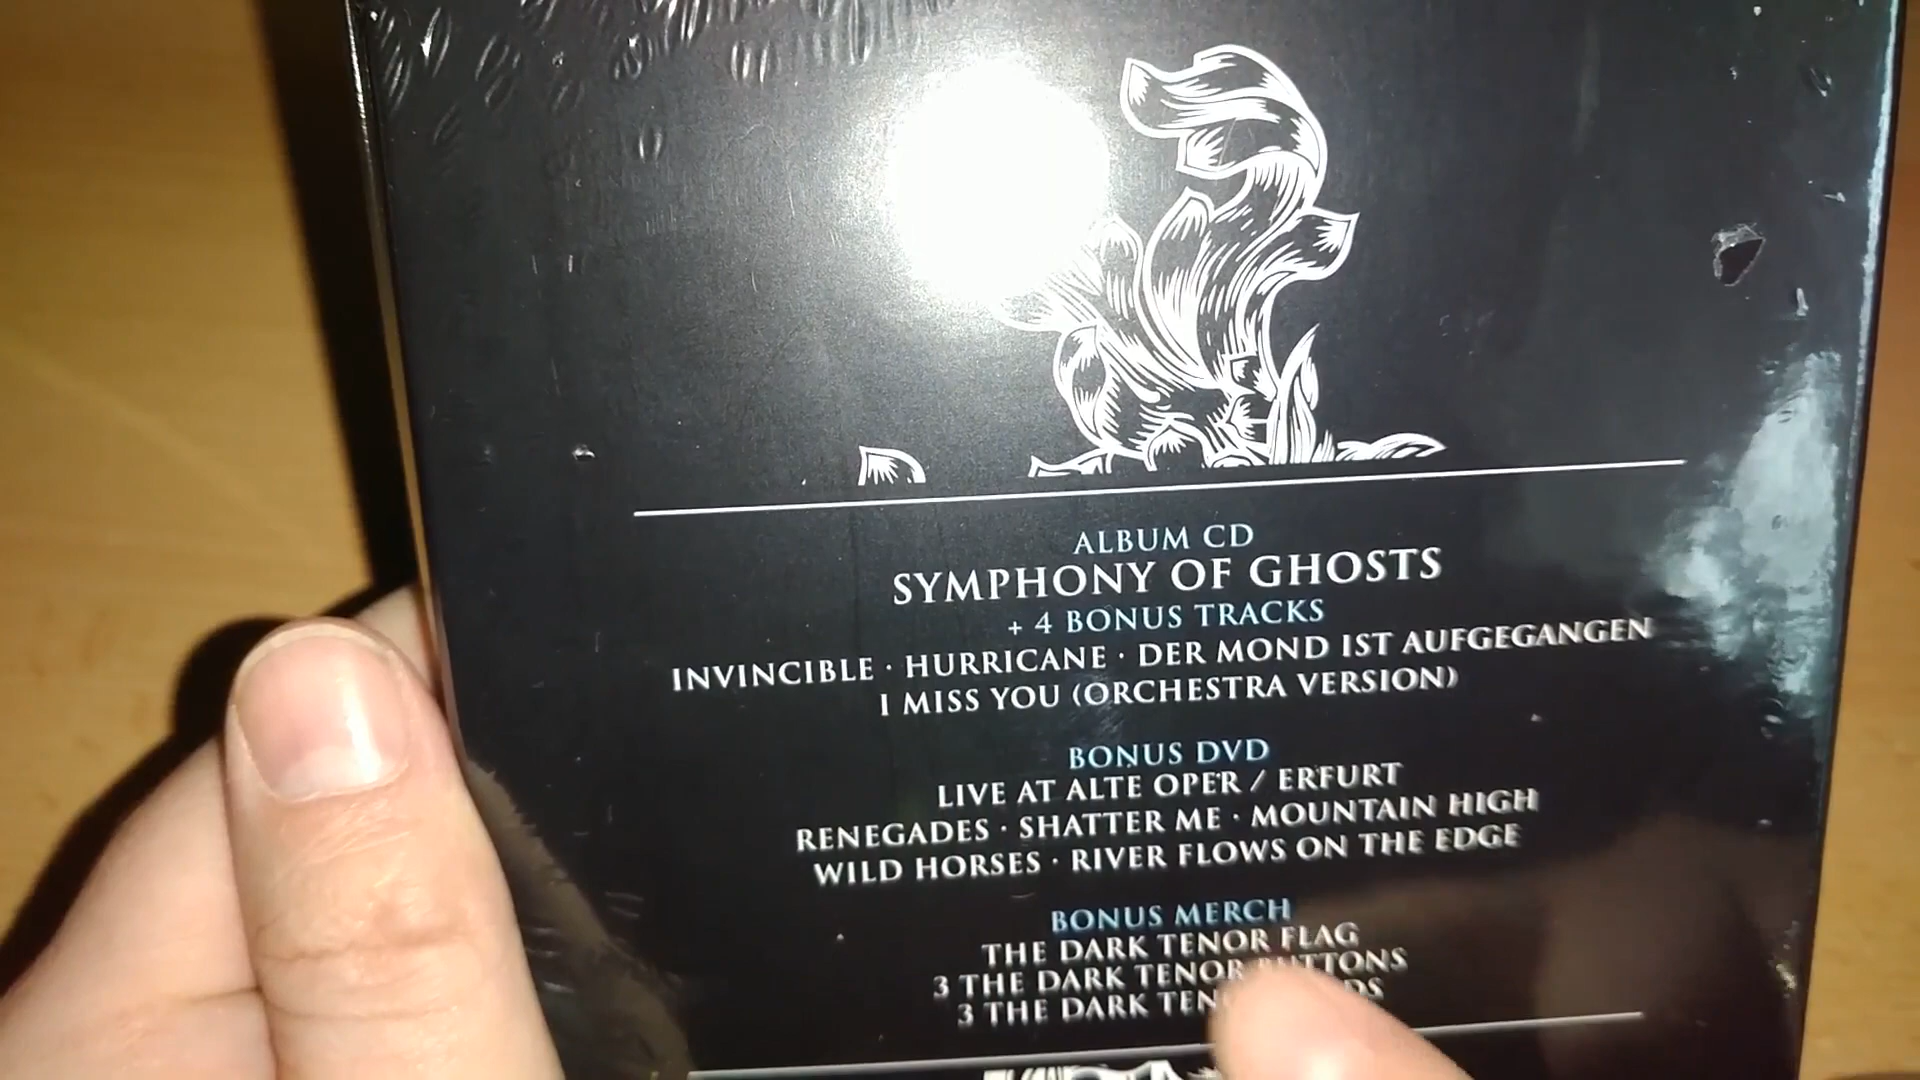 ALBUM CD
SYMPHONY OF GHOSTS
+ 4 BONUS TRACKS
INVINCIBLE · HURRICANE · DER MOND IST AUFGEGANGEN
I MISS YOU (ORCHESTRA VERSION)
BONUS DVD
LIVE AT ALTE OPER / ERFURT
RENEGADES · SHATTER ME · MOUNTAIN HIGH
WILD HORSES · RIVER FLOWS ON THE EDGE
BONUS MERCH
THE DARK TENOR FLAG
3 THE DARK TENOR BUTTONS
3 THE DARK